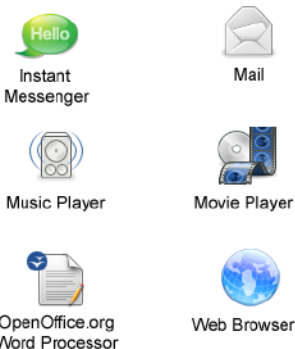 Hello
Instant
Messenger
Mail
Music Player
Movie Player
OpenOffice.org
Word Processor
Web Browser